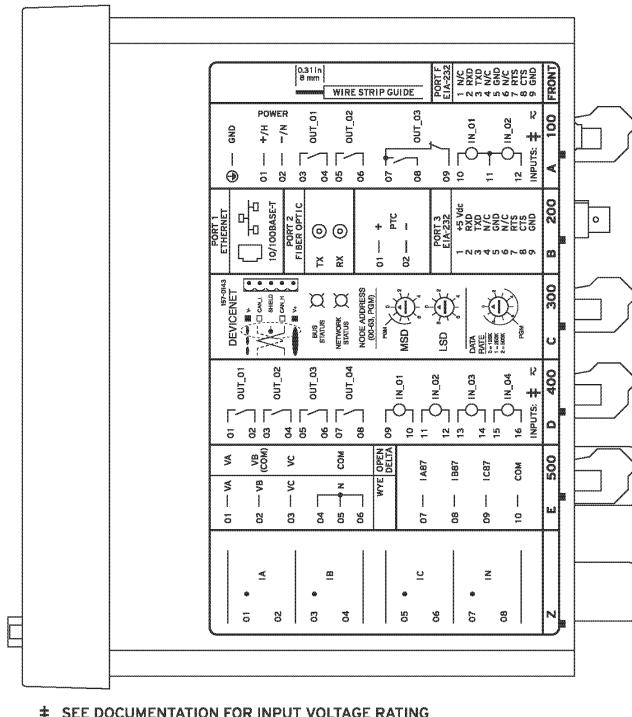 0.31 in
8 mm
WIRE STRIP GUIDE
PORT F
EIA-232
1 N/C
2 RXD
3 TXD
4 N/C
5 GND
6 N/C
7 RTS
8 CTS
9 GND
FRONT
GND
POWER
01 +/H
02 -/N
OUT_01
03
04
OUT_02
05
06
OUT_03
07
08
09
IN_01
10
11
IN_02
12
INPUTS: ‡
A 100
PORT 1
ETHERNET
10/100BASE-T
PORT 2
FIBER OPTIC
TX
RX
01 +
PTC
02 −
PORT 3
EIA-232
1 +5 Vdc
2 RXD
3 TXD
4 N/C
5 GND
6 N/C
7 RTS
8 CTS
9 GND
B 200
157-0143
DEVICENET
V-
CAN_L
SHIELD
CAN_H
V+
BUS
STATUS
NETWORK
STATUS
NODE ADDRESS
(00-63, PGM)
PGM
MSD
LSD
DATA
RATE
PGM
C 300
OUT_01
01
02
OUT_02
03
04
OUT_03
05
06
OUT_04
07
08
IN_01
09
10
IN_02
11
12
IN_03
13
14
IN_04
15
16
INPUTS: ‡
D 400
01 VA VA
02 VB VB
(COM)
03 VC VC
04
05 N COM
06
WYE OPEN
DELTA
07 IA87
08 IB87
09 IC87
10 COM
E 500
01
IA
02
03
IB
04
05
IC
06
07
IN
08
Z
‡ SEE DOCUMENTATION FOR INPUT VOLTAGE RATING